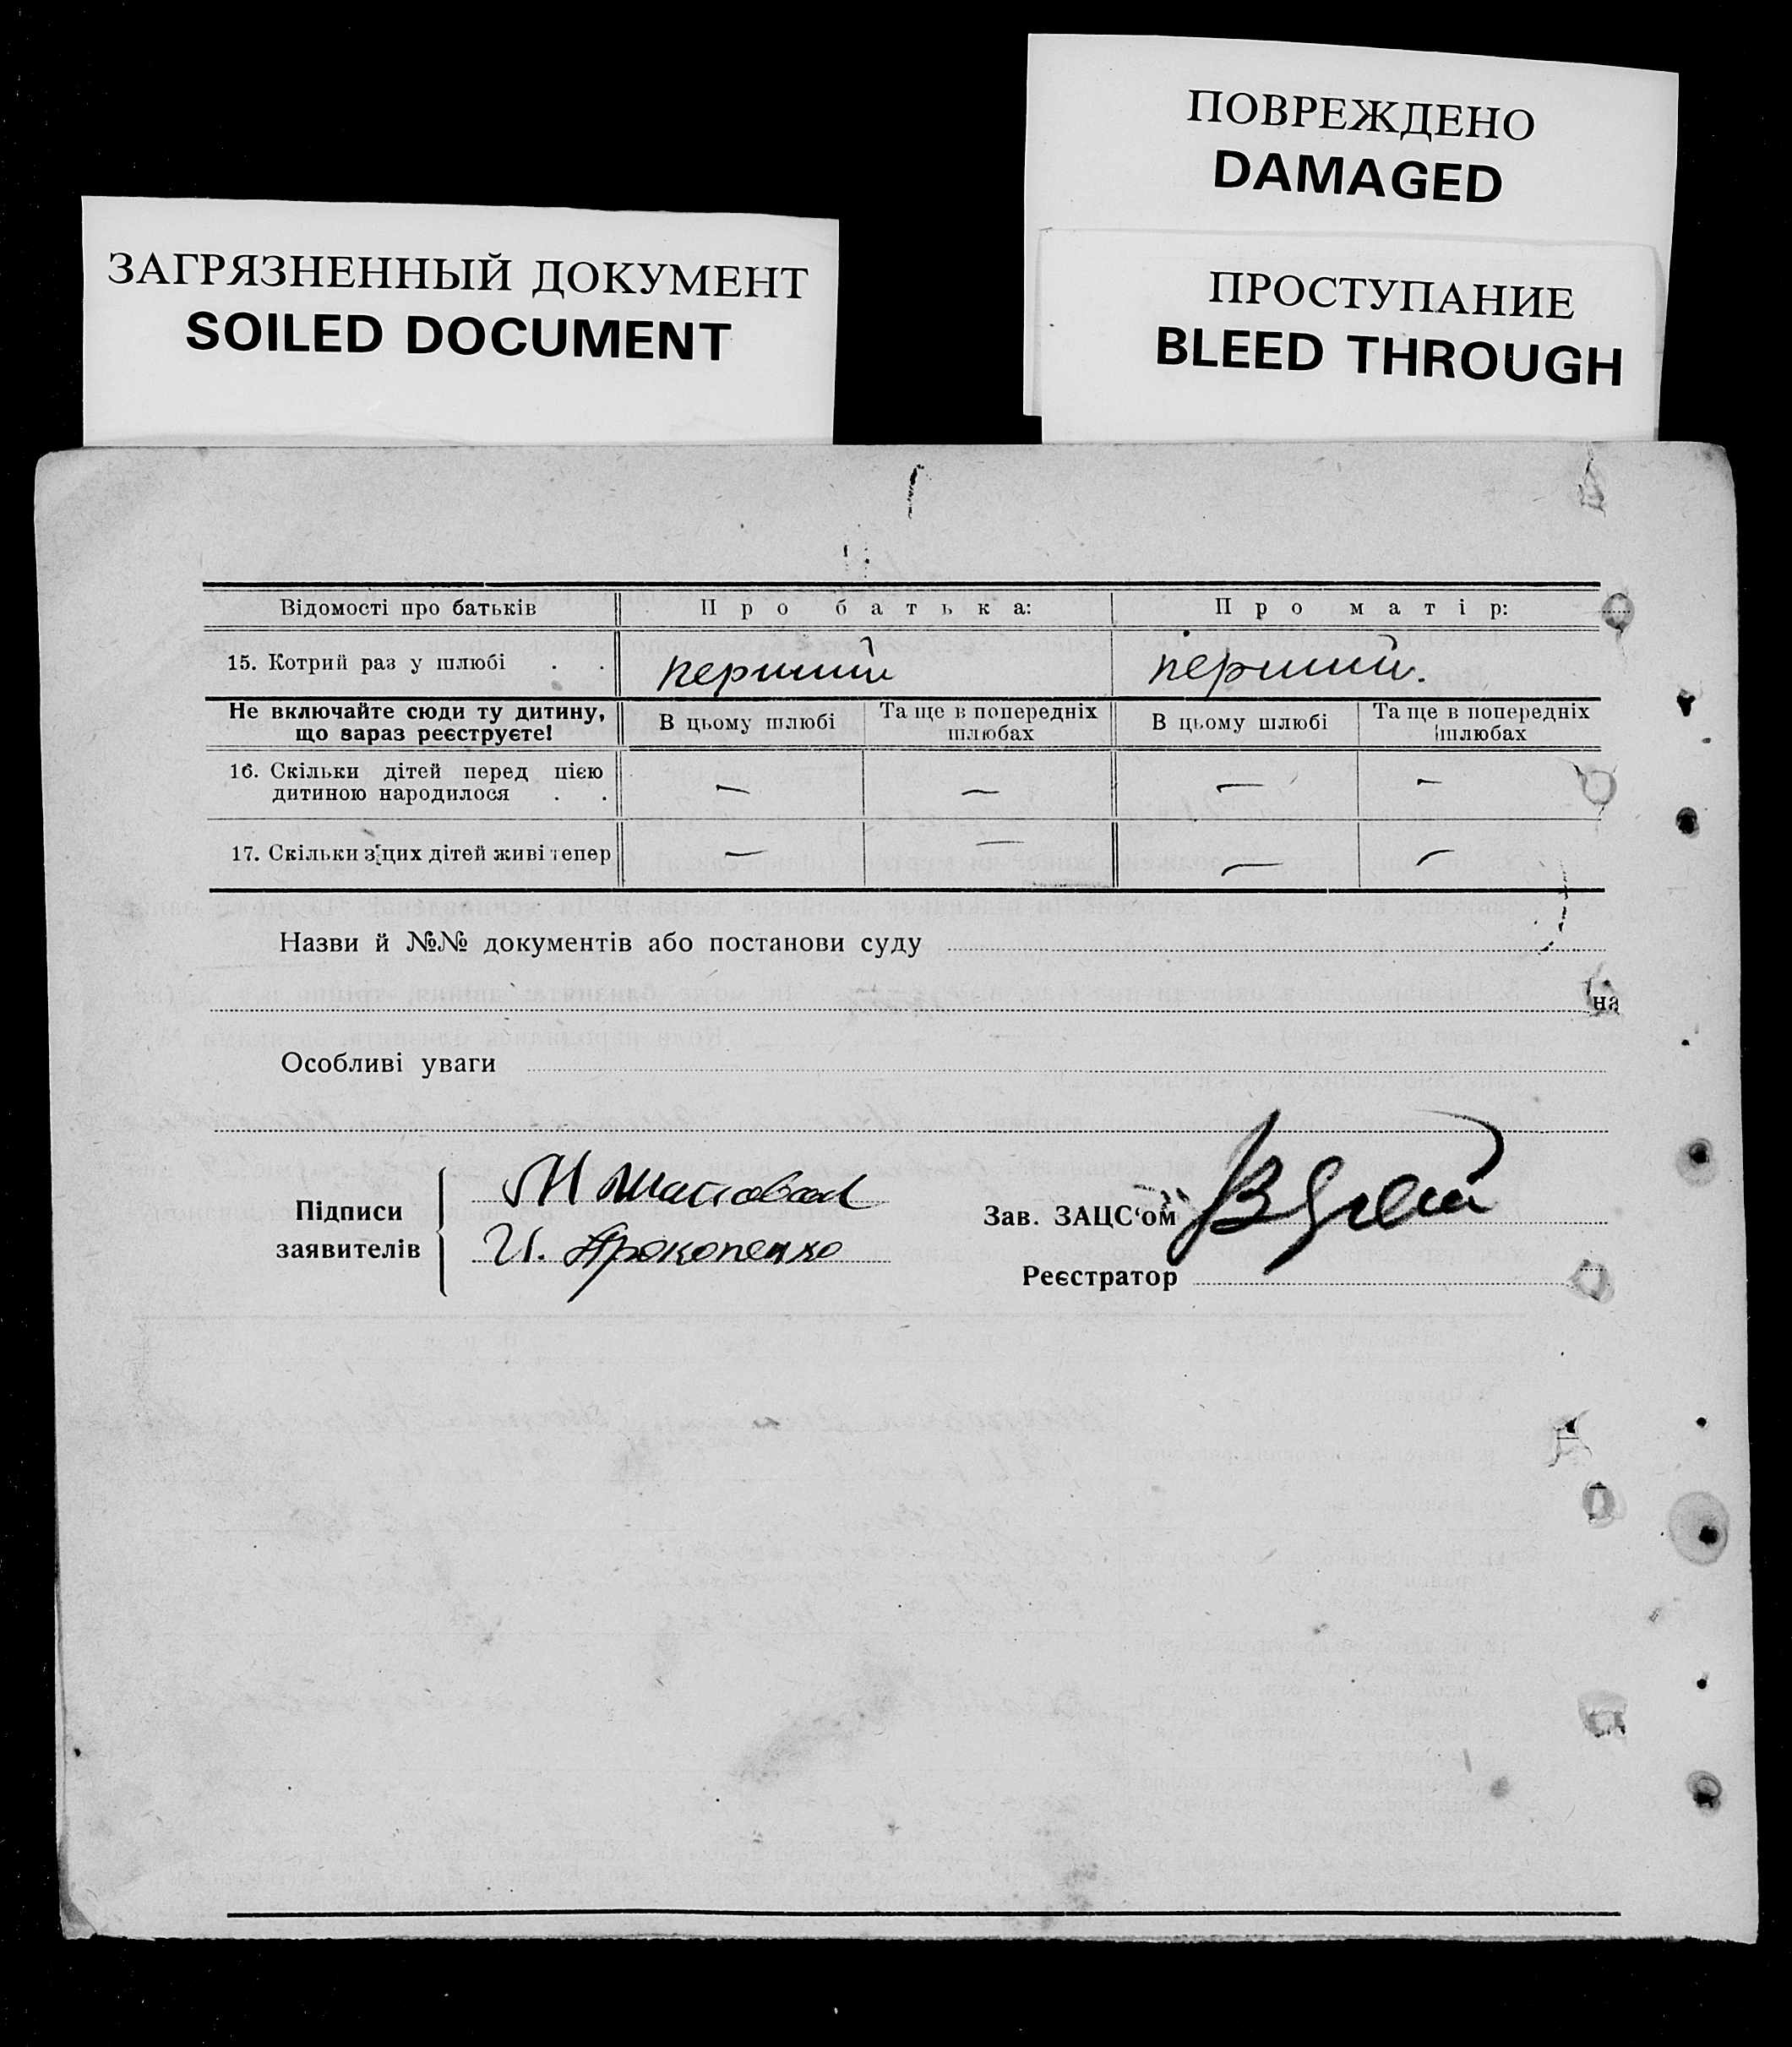 ПОВРЕЖДЕНО
DAMAGED
ЗАГРЯЗНЕННЫЙ ДОКУМЕНТ
SOILED DOCUMENT
ПРОСТУПАНИЕ
BLEED THROUGH
Відомості про батьків Про батька: Про матір:
15. Котрий раз у шлюбі . . перший перший.
Не включайте сюди ту дитину, що зараз реєструєте!
В цьому шлюбі
Та ще в попередніх шлюбах
В цьому шлюбі
Та ще в попередніх шлюбах
16. Скільки дітей перед цією
дитиною народилося . . — — — —
17. Скільки з цих дітей живі тепер — — — —
Назви й №№ документів або постанови суду
на
Особливі уваги
Підписи
заявителів
М Шаповал
И. Прокопенко
Зав. ЗАЦС‘ом
Реєстратор